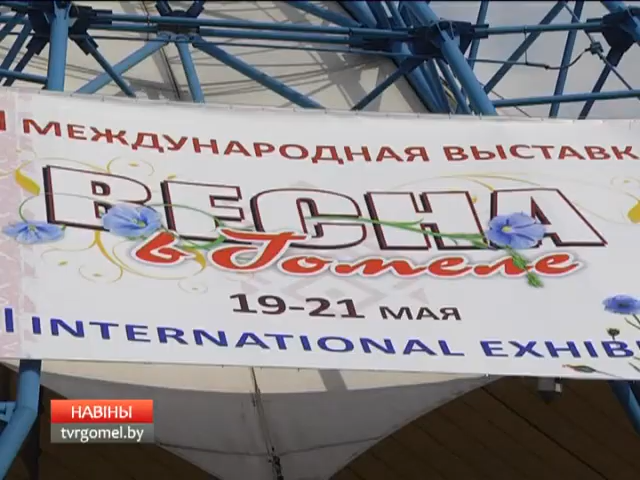 МЕЖДУНАРОДНАЯ ВЫСТАВК
ВЕСНА
в Гомеле
19-21 МАЯ
INTERNATIONAL EXHIB
НАВІНЫ
tvrgomel.by